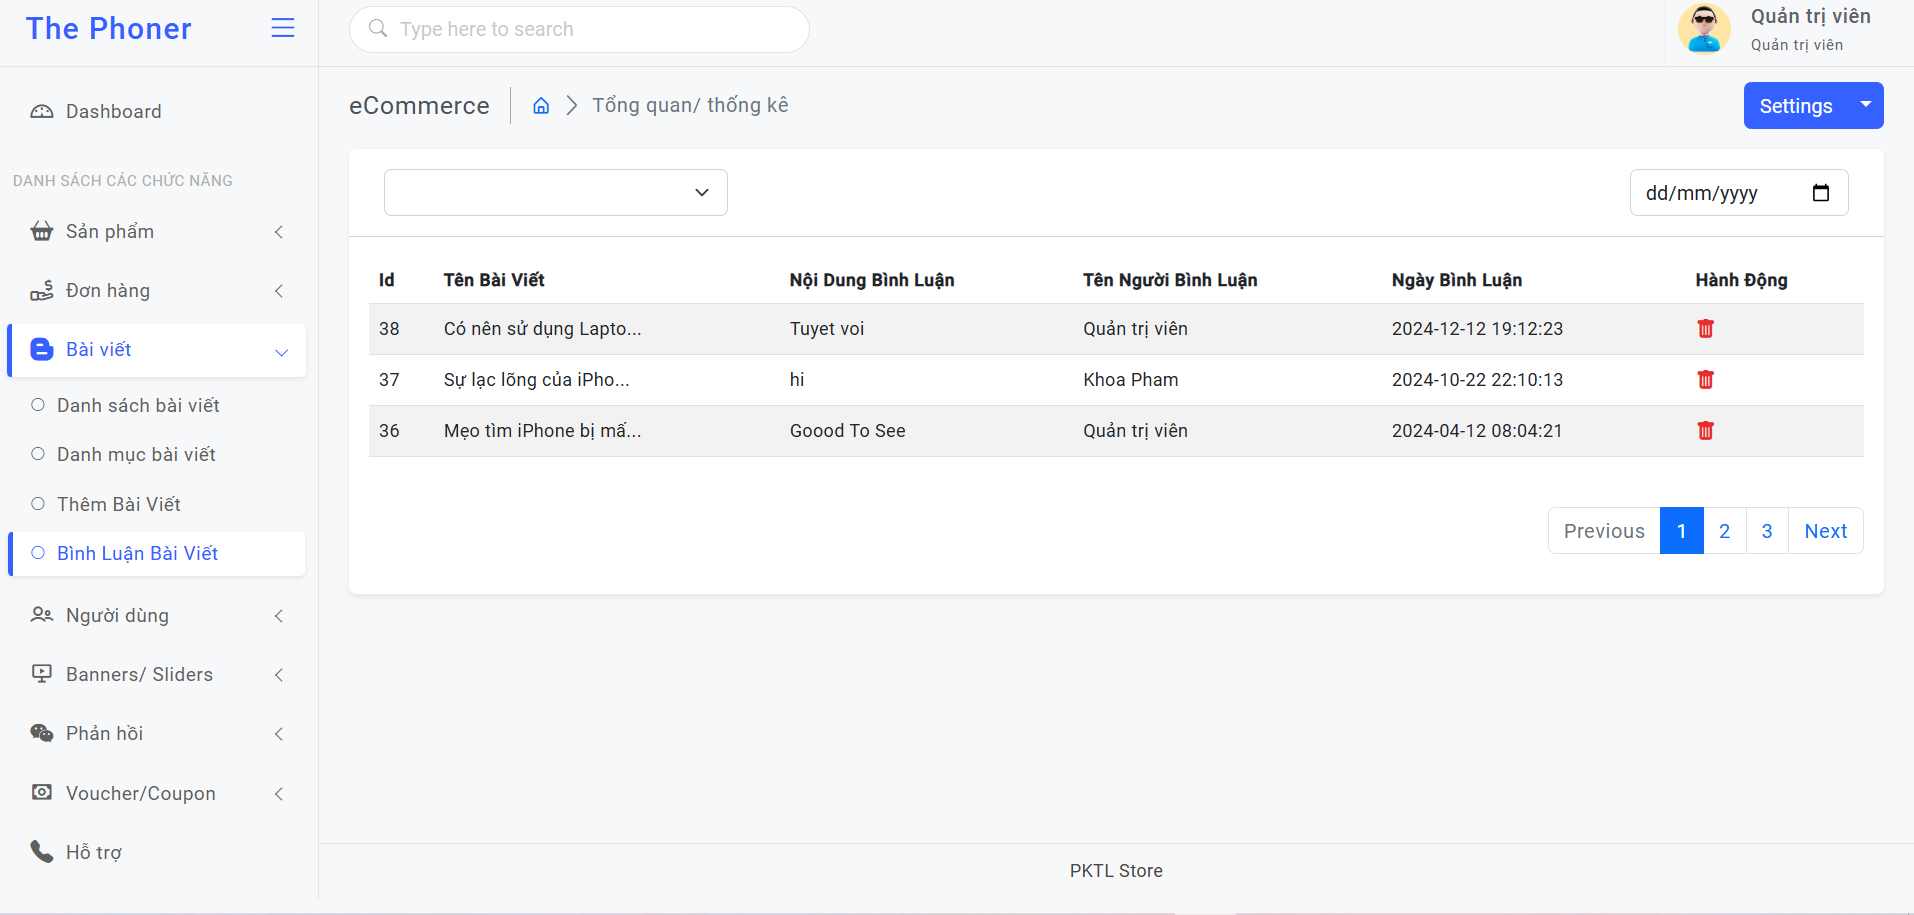 The Phoner
Type here to search
Quản trị viên
Quản trị viên
Dashboard
DANH SÁCH CÁC CHỨC NĂNG
Sản phẩm
Đơn hàng
Bài viết
Danh sách bài viết
Danh mục bài viết
Thêm Bài Viết
Bình Luận Bài Viết
Người dùng
Banners/ Sliders
Phản hồi
Voucher/Coupon
Hỗ trợ
eCommerce
Tổng quan/ thống kê
Settings
dd/mm/yyyy
Id Tên Bài Viết Nội Dung Bình Luận Tên Người Bình Luận Ngày Bình Luận Hành Động
38 Có nên sử dụng Lapto... Tuyet voi Quản trị viên 2024-12-12 19:12:23
37 Sự lạc lõng của iPho... hi Khoa Pham 2024-10-22 22:10:13
36 Mẹo tìm iPhone bị mấ... Goood To See Quản trị viên 2024-04-12 08:04:21
Previous 1 2 3 Next
PKTL Store